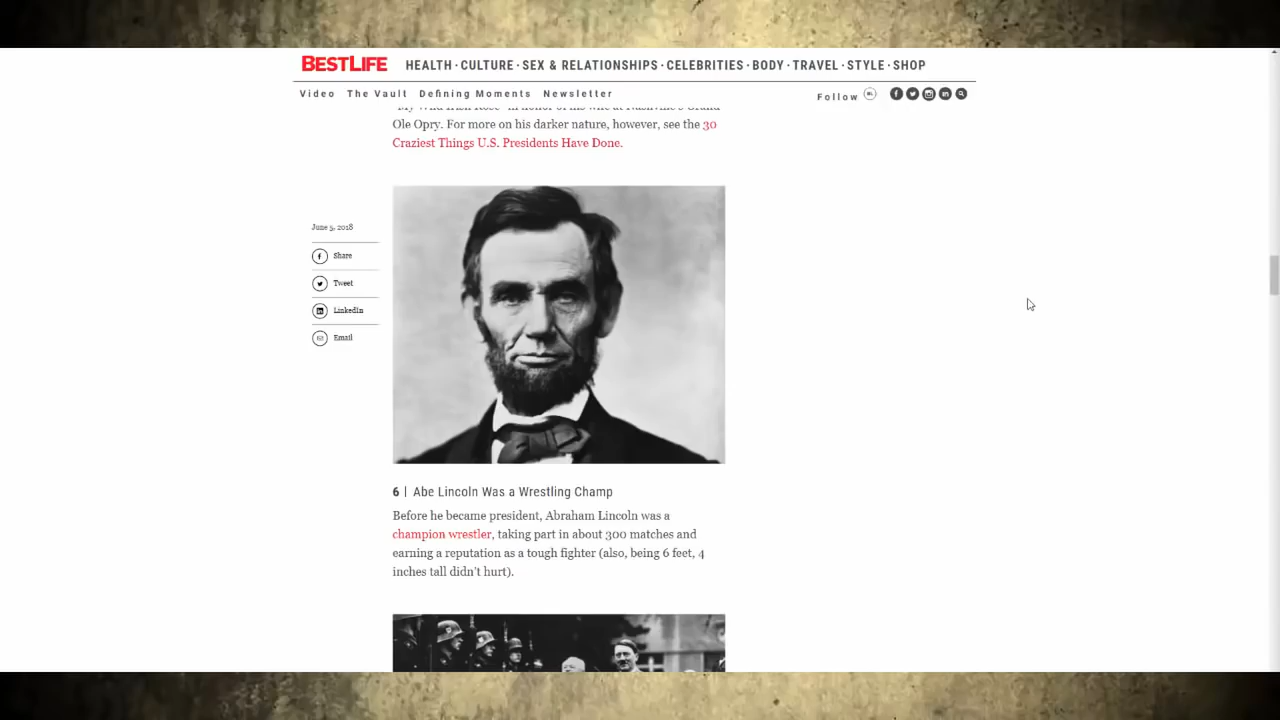 BESTLIFE
HEALTH · CULTURE · SEX & RELATIONSHIPS · CELEBRITIES · BODY · TRAVEL · STYLE · SHOP
Video The Vault Defining Moments Newsletter
Follow
Ole Opry. For more on his darker nature, however, see the 30
Craziest Things U.S. Presidents Have Done.
June 5, 2018
Share
Tweet
LinkedIn
Email
6 | Abe Lincoln Was a Wrestling Champ
Before he became president, Abraham Lincoln was a
champion wrestler, taking part in about 300 matches and
earning a reputation as a tough fighter (also, being 6 feet, 4
inches tall didn't hurt).